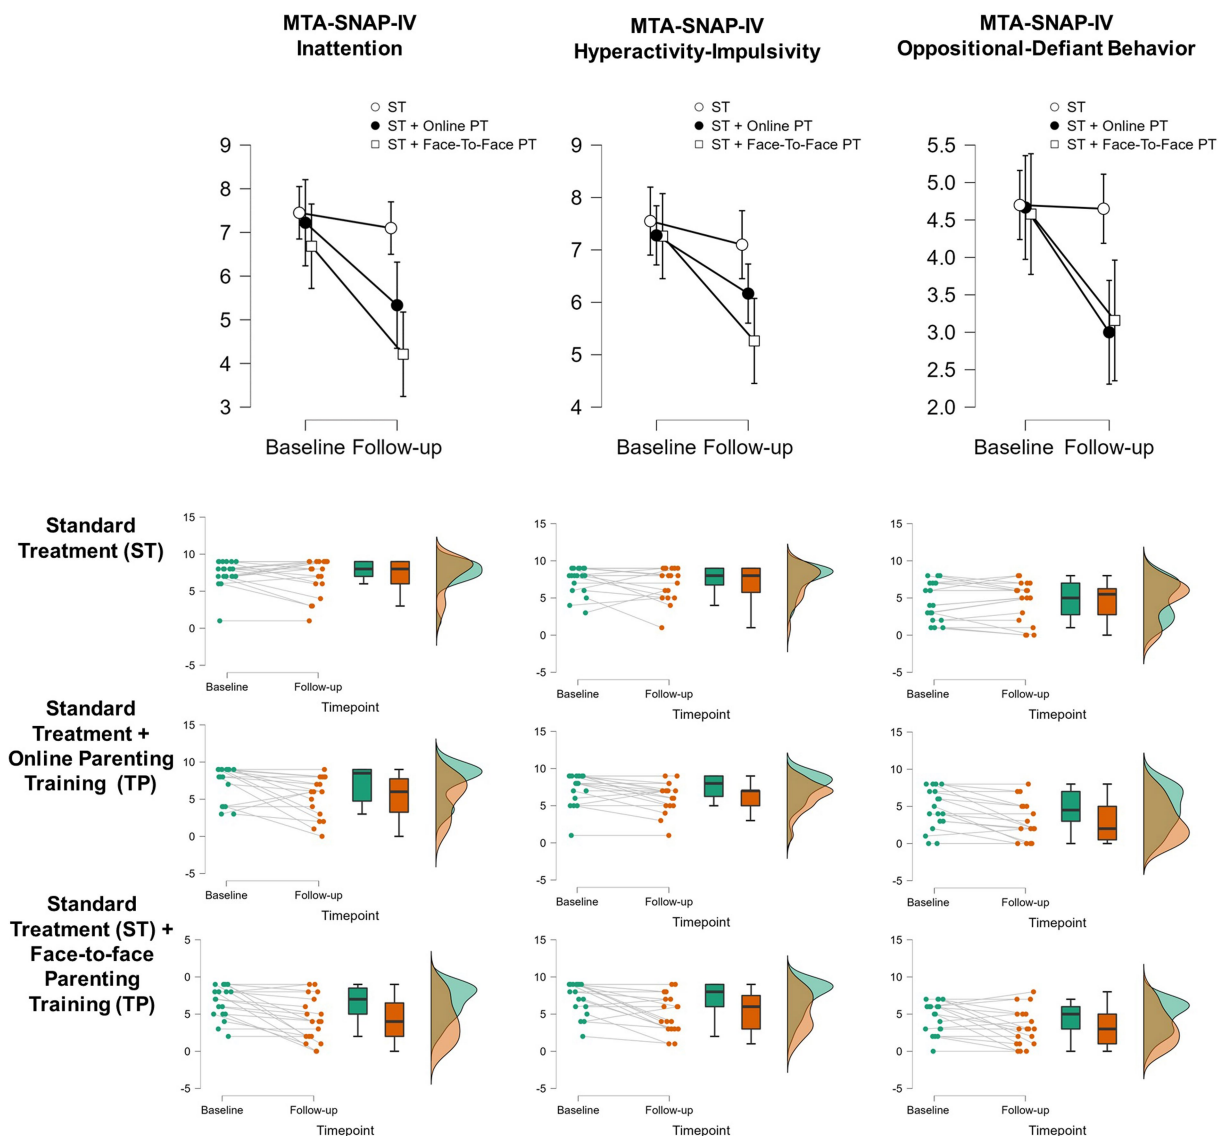 MTA-SNAP-IV
Inattention
MTA-SNAP-IV
Hyperactivity-Impulsivity
MTA-SNAP-IV
Oppositional-Defiant Behavior
ST
ST + Online PT
ST + Face-To-Face PT
9
8
7
6
5
4
3
Baseline Follow-up
ST
ST + Online PT
ST + Face-To-Face PT
9
8
7
6
5
4
Baseline Follow-up
ST
ST + Online PT
ST + Face-To-Face PT
5.5
5.0
4.5
4.0
3.5
3.0
2.5
2.0
Baseline Follow-up
Standard
Treatment (ST)
15
10
5
0
-5
Baseline
Follow-up
Timepoint
15
10
5
0
-5
Baseline
Follow-up
Timepoint
15
10
5
0
-5
Baseline
Follow-up
Timepoint
Standard
Treatment +
Online Parenting
Training (TP)
15
10
5
0
-5
Baseline
Follow-up
Timepoint
15
10
5
0
-5
Baseline
Follow-up
Timepoint
15
10
5
0
-5
Baseline
Follow-up
Timepoint
Standard
Treatment (ST) +
Face-to-face
Parenting
Training (TP)
5
0
5
0
-5
Baseline
Follow-up
Timepoint
15
10
5
0
-5
Baseline
Follow-up
Timepoint
15
10
5
0
-5
Baseline
Follow-up
Timepoint